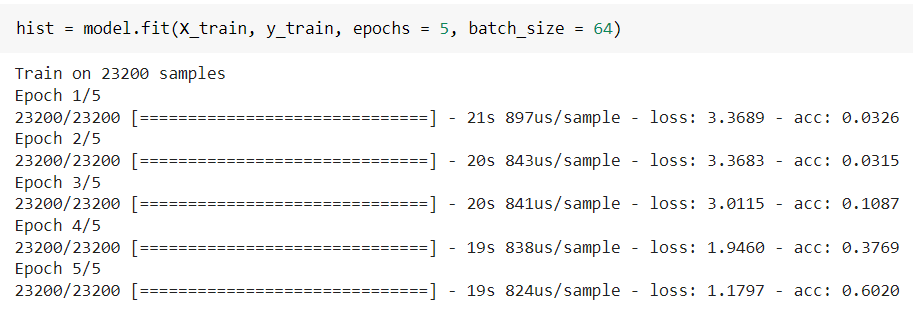 hist = model.fit(X_train, y_train, epochs = 5, batch_size = 64)
Train on 23200 samples
Epoch 1/5
23200/23200 [==============================] - 21s 897us/sample - loss: 3.3689 - acc: 0.0326
Epoch 2/5
23200/23200 [==============================] - 20s 843us/sample - loss: 3.3683 - acc: 0.0315
Epoch 3/5
23200/23200 [==============================] - 20s 841us/sample - loss: 3.0115 - acc: 0.1087
Epoch 4/5
23200/23200 [==============================] - 19s 838us/sample - loss: 1.9460 - acc: 0.3769
Epoch 5/5
23200/23200 [==============================] - 19s 824us/sample - loss: 1.1797 - acc: 0.6020